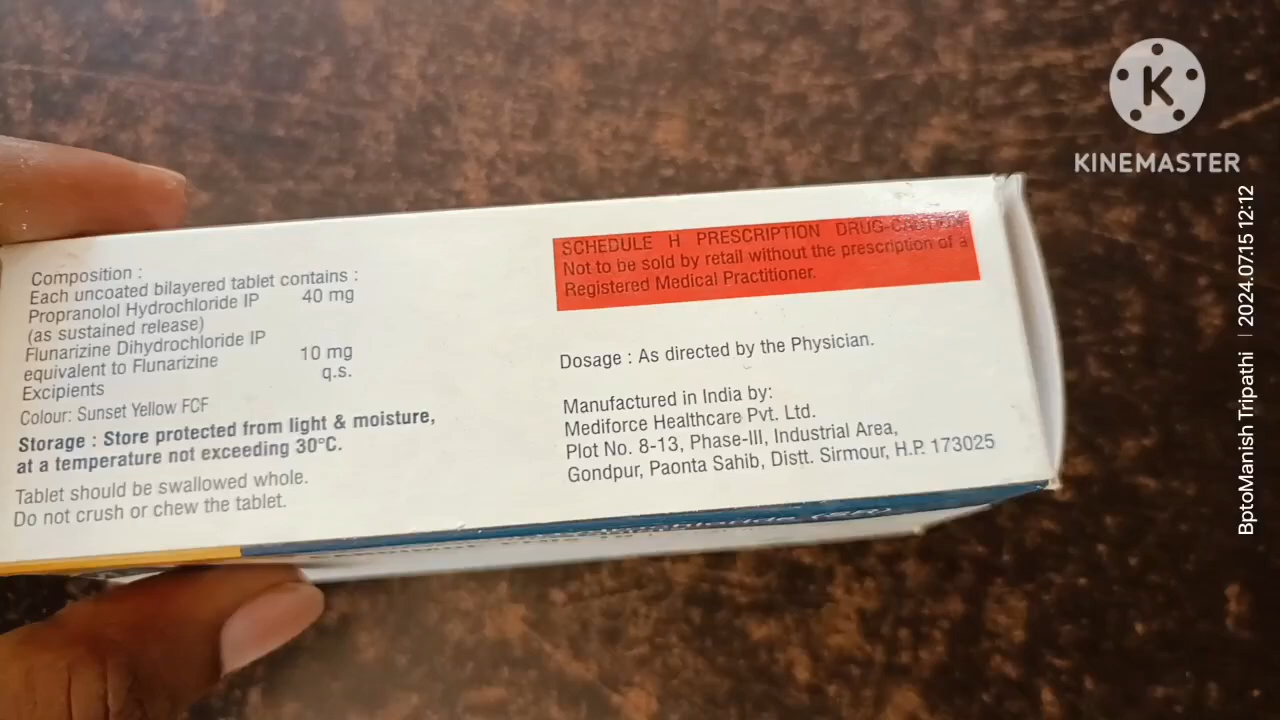 Composition :
Each uncoated bilayered tablet contains :
Propranolol Hydrochloride IP 40 mg
(as sustained release)
Flunarizine Dihydrochloride IP
equivalent to Flunarizine 10 mg
Excipients q.s.
Colour: Sunset Yellow FCF
Storage : Store protected from light & moisture,
at a temperature not exceeding 30°C.
Tablet should be swallowed whole.
Do not crush or chew the tablet.
SCHEDULE H PRESCRIPTION DRUG-CAUTION
Not to be sold by retail without the prescription of a
Registered Medical Practitioner.
Dosage : As directed by the Physician.
Manufactured in India by:
Mediforce Healthcare Pvt. Ltd.
Plot No. 8-13, Phase-III, Industrial Area,
Gondpur, Paonta Sahib, Distt. Sirmour, H.P. 173025
K
KINEMASTER
BptoManish Tripathi | 2024.07.15 12:12